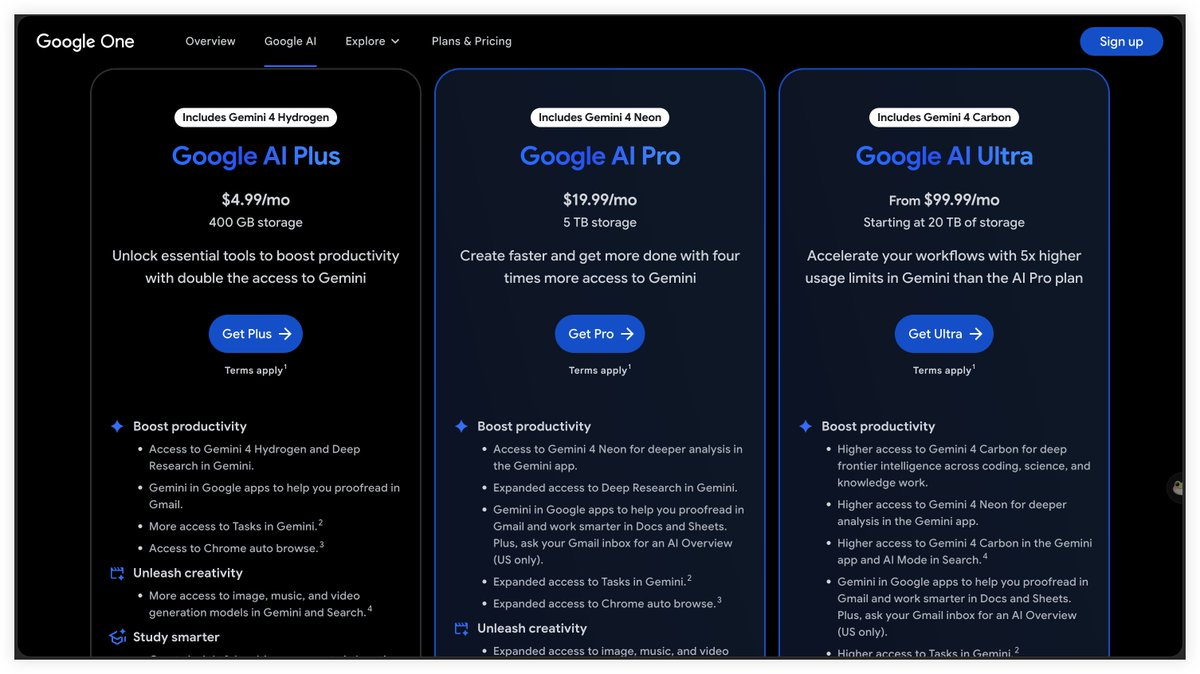 Google One
Overview
Google AI
Explore
Plans & Pricing
Sign up
Includes Gemini 4 Hydrogen
Google AI Plus
$4.99/mo
400 GB storage
Unlock essential tools to boost productivity
with double the access to Gemini
Get Plus →
Terms apply1
Boost productivity
• Access to Gemini 4 Hydrogen and Deep
Research in Gemini.
• Gemini in Google apps to help you proofread in
Gmail.
• More access to Tasks in Gemini.2
• Access to Chrome auto browse.3
Unleash creativity
• More access to image, music, and video
generation models in Gemini and Search.4
Study smarter
Includes Gemini 4 Neon
Google AI Pro
$19.99/mo
5 TB storage
Create faster and get more done with four
times more access to Gemini
Get Pro →
Terms apply1
Boost productivity
• Access to Gemini 4 Neon for deeper analysis in
the Gemini app.
• Expanded access to Deep Research in Gemini.
• Gemini in Google apps to help you proofread in
Gmail and work smarter in Docs and Sheets.
Plus, ask your Gmail inbox for an AI Overview
(US only).
• Expanded access to Tasks in Gemini.2
• Expanded access to Chrome auto browse.3
Unleash creativity
• Expanded access to image, music, and video
Includes Gemini 4 Carbon
Google AI Ultra
From $99.99/mo
Starting at 20 TB of storage
Accelerate your workflows with 5x higher
usage limits in Gemini than the AI Pro plan
Get Ultra →
Terms apply1
Boost productivity
• Higher access to Gemini 4 Carbon for deep
frontier intelligence across coding, science, and
knowledge work.
• Higher access to Gemini 4 Neon for deeper
analysis in the Gemini app.
• Higher access to Gemini 4 Carbon in the Gemini
app and AI Mode in Search.4
• Gemini in Google apps to help you proofread in
Gmail and work smarter in Docs and Sheets.
Plus, ask your Gmail inbox for an AI Overview
(US only).
• Higher access to Tasks in Gemini.2